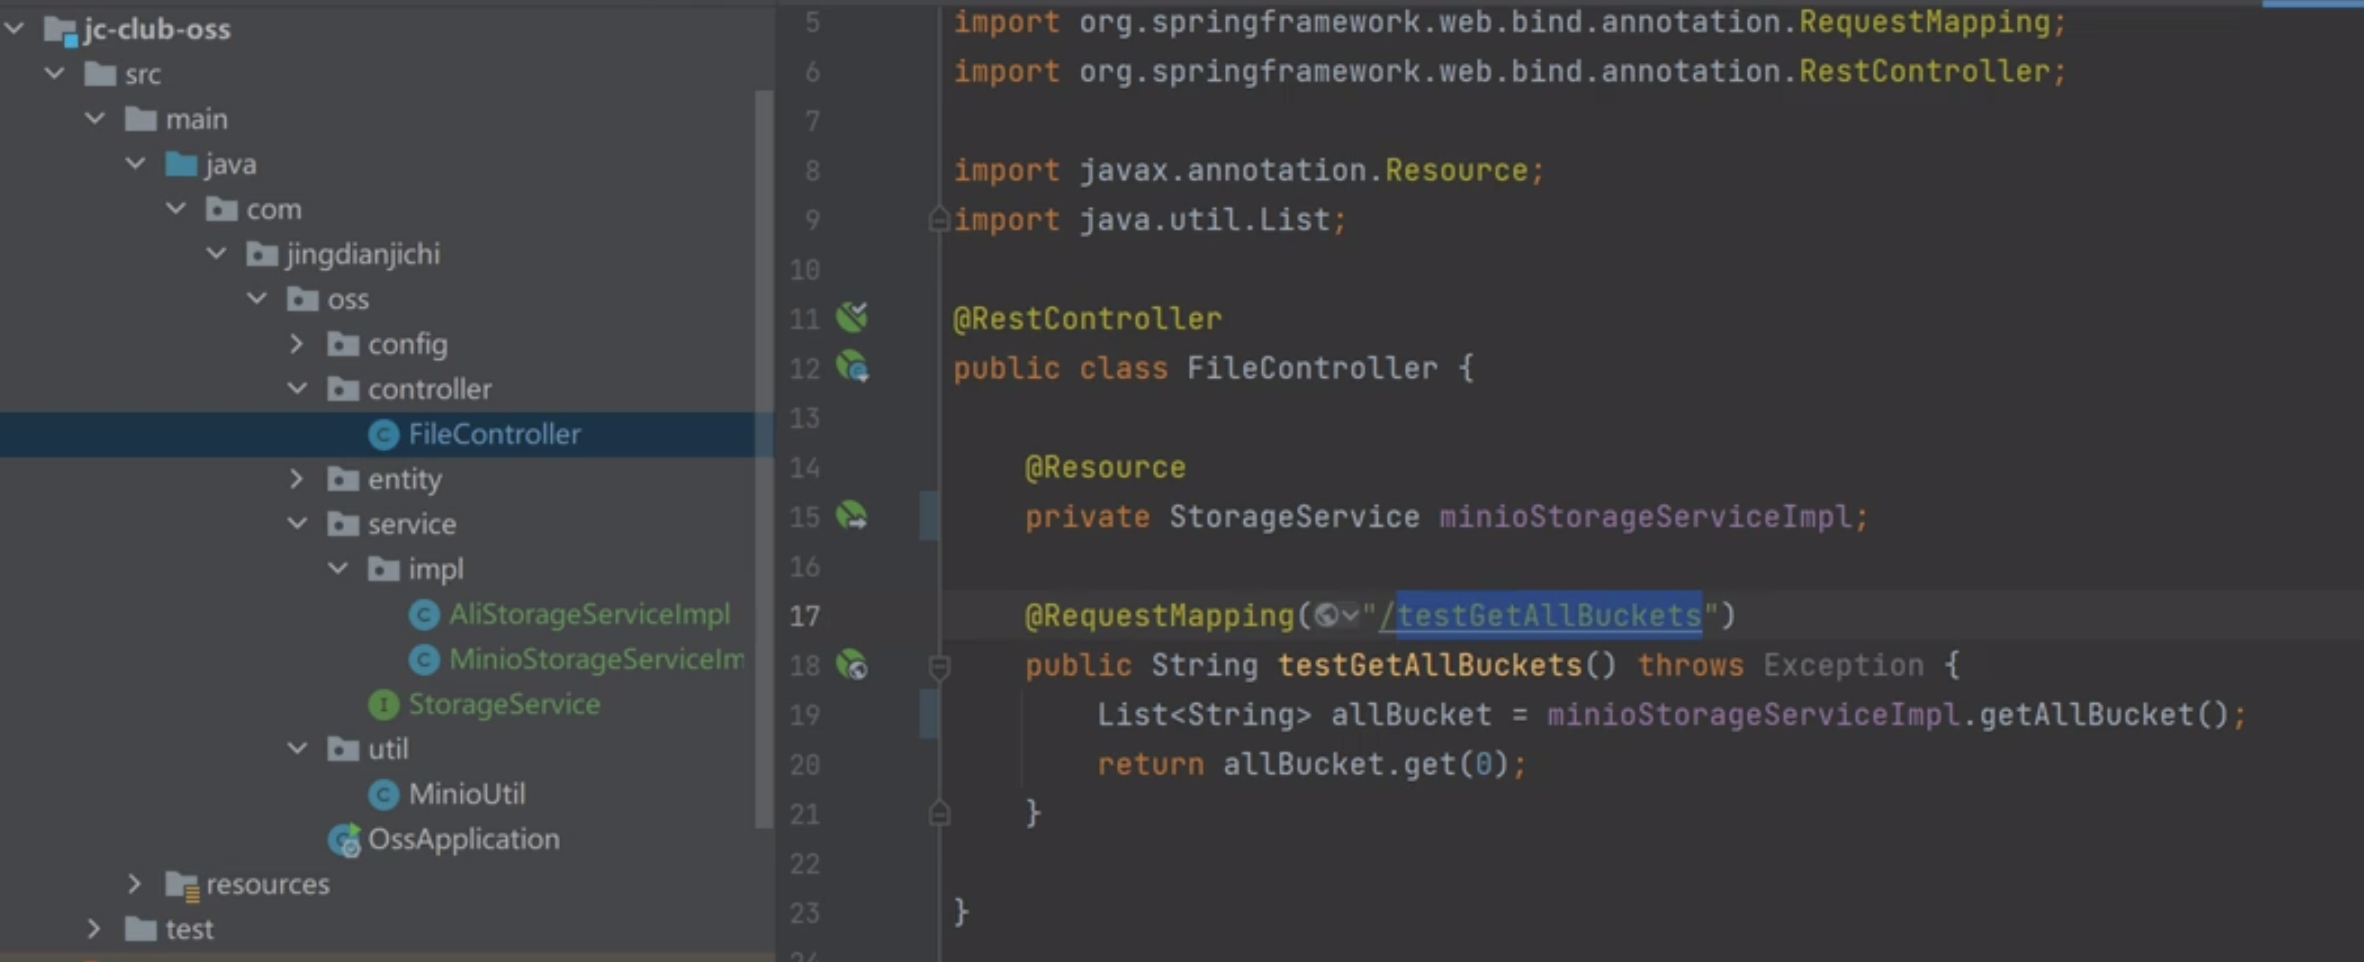 jc-club-oss
src
main
java
com
jingdianjichi
oss
config
controller
FileController
entity
service
impl
AliStorageServiceImpl
MinioStorageServiceIm
StorageService
util
MinioUtil
OssApplication
resources
test
5 import org.springframework.web.bind.annotation.RequestMapping;
6 import org.springframework.web.bind.annotation.RestController;
7
8 import javax.annotation.Resource;
9 import java.util.List;
10
11 @RestController
12 public class FileController {
13
14 @Resource
15 private StorageService minioStorageServiceImpl;
16
17 @RequestMapping("/testGetAllBuckets")
18 public String testGetAllBuckets() throws Exception {
19 List<String> allBucket = minioStorageServiceImpl.getAllBucket();
20 return allBucket.get(0);
21 }
22
23 }